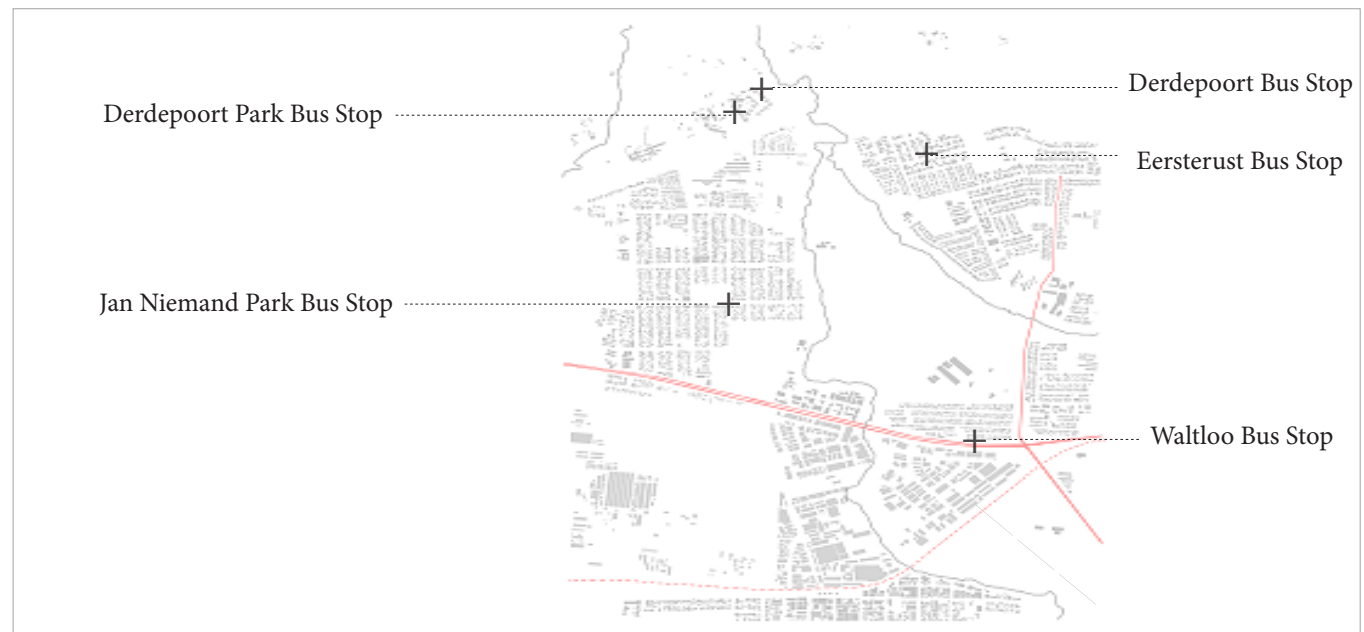 Derdepoort Bus Stop
Derdepoort Park Bus Stop
Eersterust Bus Stop
Jan Niemand Park Bus Stop
Waltloo Bus Stop